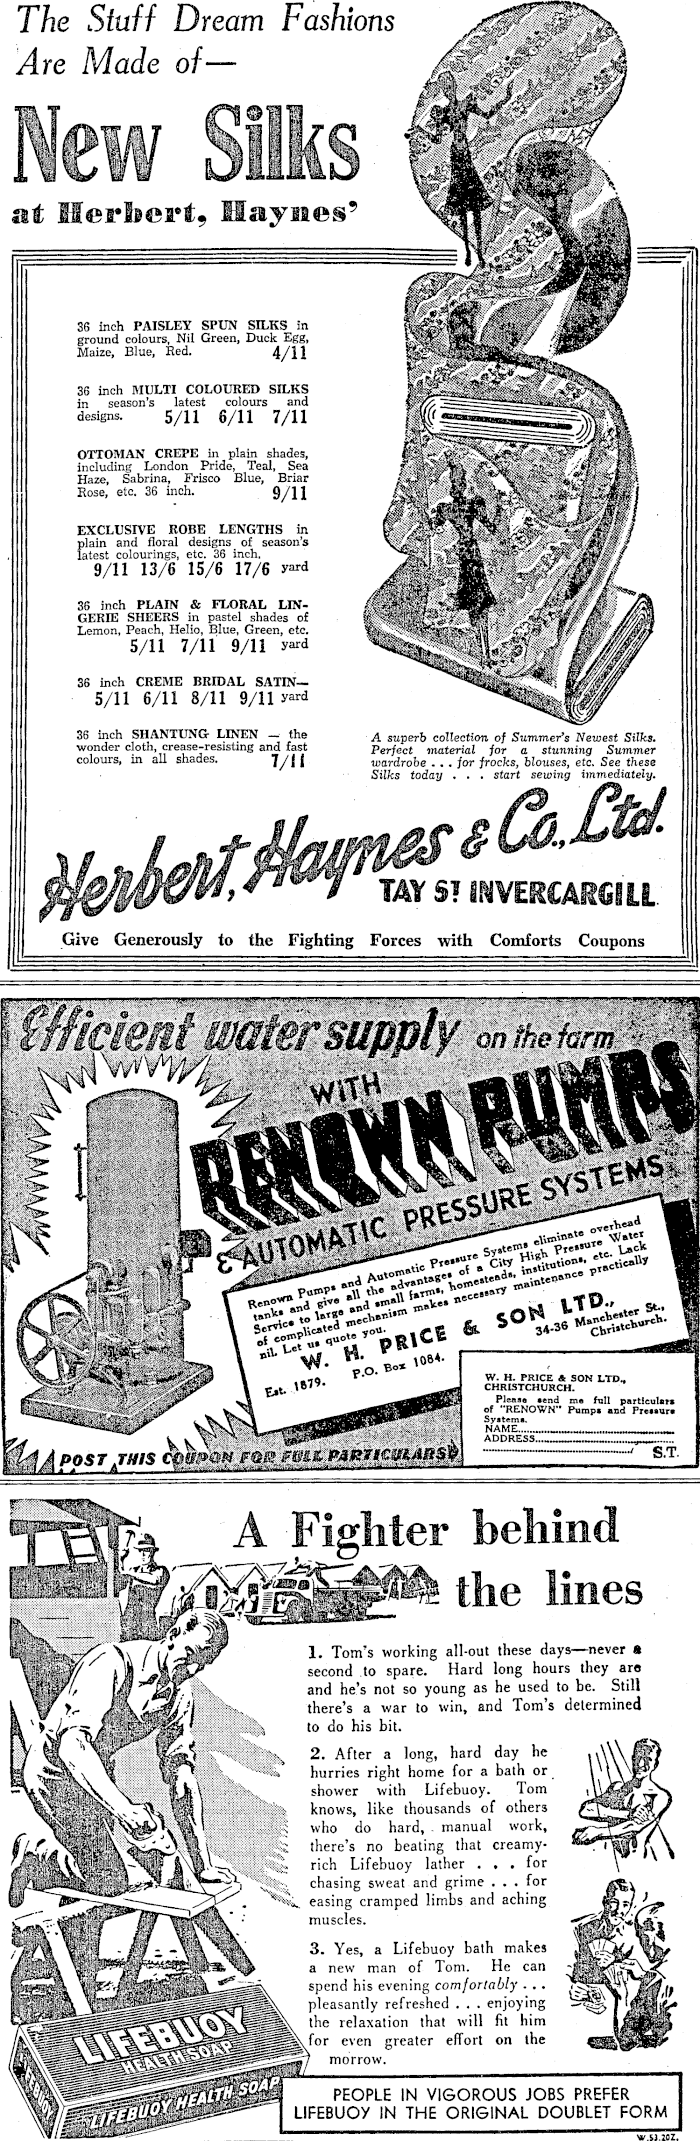 The Stuff Dream Fashions
Are Made of—
New Silks
at Herbert, Haynes'
36 inch PAISLEY SPUN SILKS in
ground colours, Nil Green, Duck Egg,
Maize, Blue, Red. 4/11
36 inch MULTI COLOURED SILKS
in season's latest colours and
designs. 5/11 6/11 7/11
OTTOMAN CREPE in plain shades,
including London Pride, Teal, Sea
Haze, Sabrina, Frisco Blue, Briar
Rose, etc. 36 inch. 9/11
EXCLUSIVE ROBE LENGTHS in
plain and floral designs of season's
latest colourings, etc. 36 inch.
9/11 13/6 15/6 17/6 yard
36 inch PLAIN & FLORAL LIN-
GERIE SHEERS in pastel shades of
Lemon, Peach, Helio, Blue, Green, etc.
5/11 7/11 9/11 yard
36 inch CREME BRIDAL SATIN—
5/11 6/11 8/11 9/11 yard
36 inch SHANTUNG LINEN — the
wonder cloth, crease-resisting and fast
colours, in all shades. 7/11
A superb collection of Summer's Newest Silks.
Perfect material for a stunning Summer
wardrobe . . . for frocks, blouses, etc. See these
Silks today . . . start sewing immediately.
Herbert, Haynes & Co., Ltd.
TAY ST INVERCARGILL
Give Generously to the Fighting Forces with Comforts Coupons
Efficient water supply on the farm
WITH
RENOWN PUMPS
& AUTOMATIC PRESSURE SYSTEMS
Renown Pumps and Automatic Pressure Systems eliminate overhead
tanks and give all the advantages of a City High Pressure Water
Service to large and small farms, homesteads, institutions, etc. Lack
of complicated mechanism makes necessary maintenance practically
nil. Let us quote you.
W. H. PRICE & SON LTD.,
34-36 Manchester St.,
Est. 1879. P.O. Box 1084. Christchurch.
W. H. PRICE & SON LTD.,
CHRISTCHURCH.
Please send me full particulars
of "RENOWN" Pumps and Pressure
Systems.
NAME
ADDRESS
S.T.
POST THIS COUPON FOR FULL PARTICULARS
A Fighter behind
the lines
1. Tom's working all-out these days—never a
second to spare. Hard long hours they are
and he's not so young as he used to be. Still
there's a war to win, and Tom's determined
to do his bit.
2. After a long, hard day he
hurries right home for a bath or
shower with Lifebuoy. Tom
knows, like thousands of others
who do hard, manual work,
there's no beating that creamy-
rich Lifebuoy lather . . . for
chasing sweat and grime . . . for
easing cramped limbs and aching
muscles.
3. Yes, a Lifebuoy bath makes
a new man of Tom. He can
spend his evening comfortably . . .
pleasantly refreshed . . . enjoying
the relaxation that will fit him
for even greater effort on the
morrow.
LIFEBUOY
HEALTH SOAP
LIFEBUOY
LIFEBUOY HEALTH SOAP
PEOPLE IN VIGOROUS JOBS PREFER
LIFEBUOY IN THE ORIGINAL DOUBLET FORM
W.53.20Z.